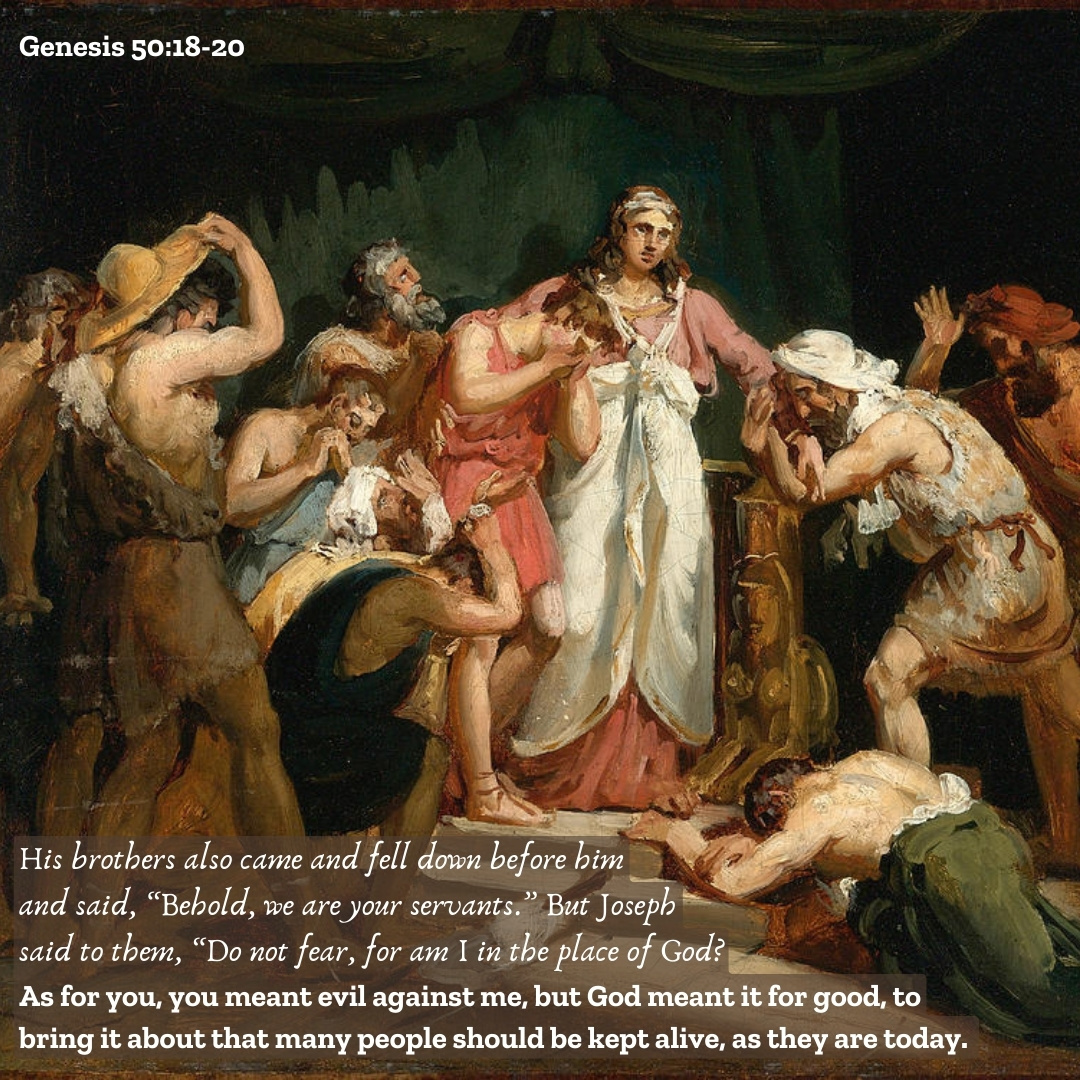 Genesis 50:18-20
His brothers also came and fell down before him
and said, “Behold, we are your servants.” But Joseph
said to them, “Do not fear, for am I in the place of God?
As for you, you meant evil against me, but God meant it for good, to
bring it about that many people should be kept alive, as they are today.